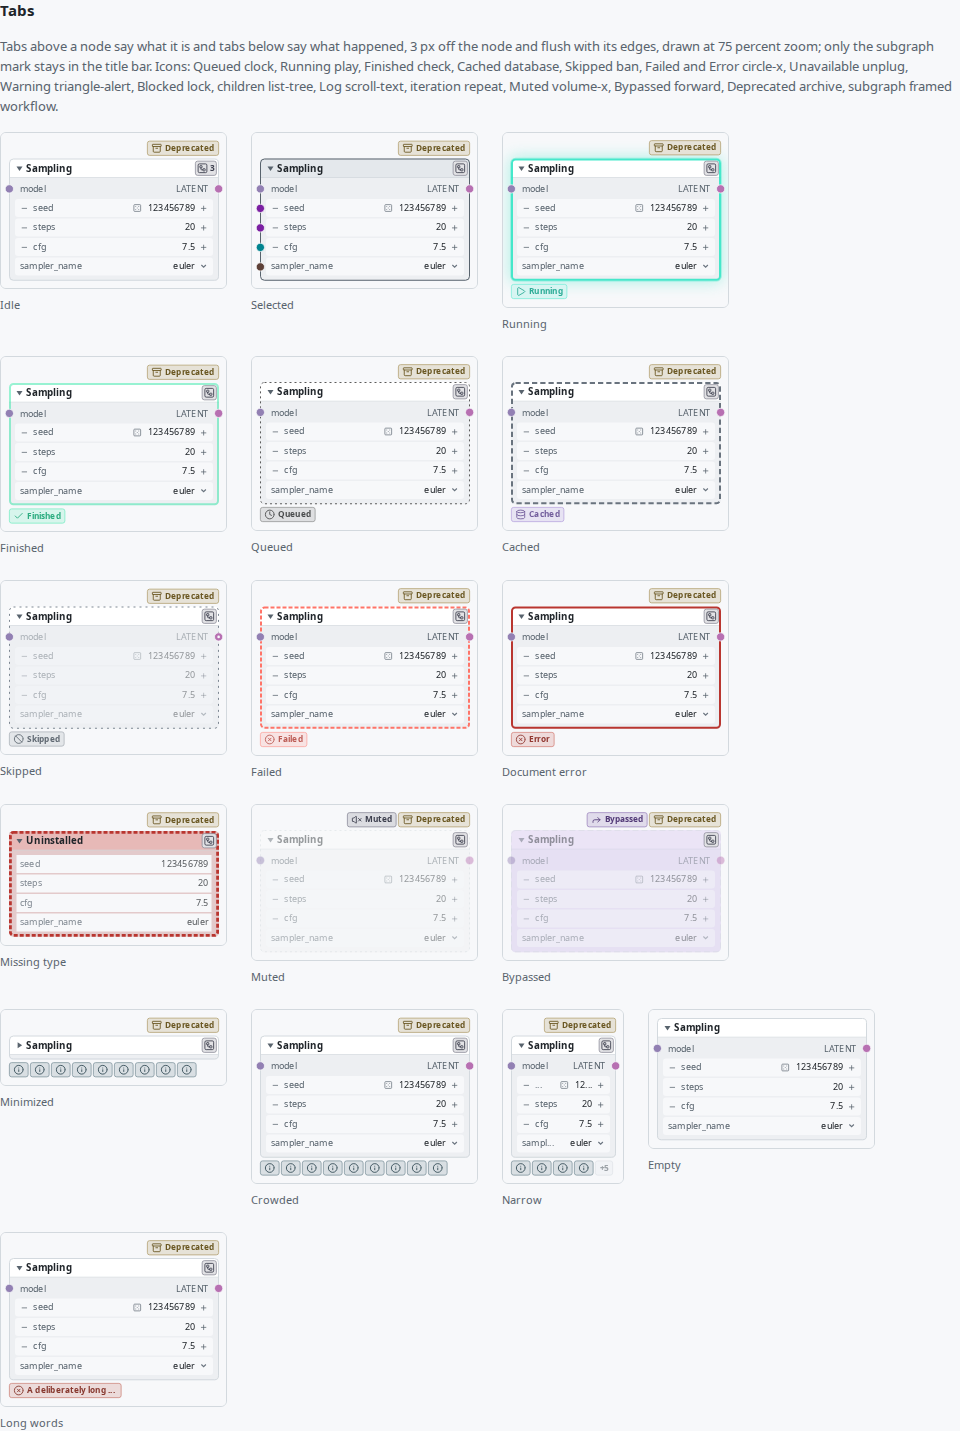 Tabs
Tabs above a node say what it is and tabs below say what happened, 3 px off the node and flush with its edges, drawn at 75 percent zoom; only the subgraph
mark stays in the title bar. Icons: Queued clock, Running play, Finished check, Cached database, Skipped ban, Failed and Error circle-x, Unavailable unplug,
Warning triangle-alert, Blocked lock, children list-tree, Log scroll-text, iteration repeat, Muted volume-x, Bypassed forward, Deprecated archive, subgraph framed
workflow.
Deprecated
Sampling 3
model LATENT
seed 123456789
steps 20
cfg 7.5
sampler_name euler
Idle
Deprecated
Sampling
model LATENT
seed 123456789
steps 20
cfg 7.5
sampler_name euler
Selected
Deprecated
Sampling
model LATENT
seed 123456789
steps 20
cfg 7.5
sampler_name euler
Running
Running
Deprecated
Sampling
model LATENT
seed 123456789
steps 20
cfg 7.5
sampler_name euler
Finished
Finished
Deprecated
Sampling
model LATENT
seed 123456789
steps 20
cfg 7.5
sampler_name euler
Queued
Queued
Deprecated
Sampling
model LATENT
seed 123456789
steps 20
cfg 7.5
sampler_name euler
Cached
Cached
Deprecated
Sampling
model LATENT
seed 123456789
steps 20
cfg 7.5
sampler_name euler
Skipped
Skipped
Deprecated
Sampling
model LATENT
seed 123456789
steps 20
cfg 7.5
sampler_name euler
Failed
Failed
Deprecated
Sampling
model LATENT
seed 123456789
steps 20
cfg 7.5
sampler_name euler
Error
Document error
Deprecated
Uninstalled
seed 123456789
steps 20
cfg 7.5
sampler_name euler
Missing type
Muted Deprecated
Sampling
model LATENT
seed 123456789
steps 20
cfg 7.5
sampler_name euler
Muted
Bypassed Deprecated
Sampling
model LATENT
seed 123456789
steps 20
cfg 7.5
sampler_name euler
Bypassed
Deprecated
Sampling
Minimized
Deprecated
Sampling
model LATENT
seed 123456789
steps 20
cfg 7.5
sampler_name euler
Crowded
Deprecated
Sampling
model LATENT
... 12...
steps 20
cfg 7.5
sampl... euler
+5
Narrow
Sampling
model LATENT
seed 123456789
steps 20
cfg 7.5
sampler_name euler
Empty
Deprecated
Sampling
model LATENT
seed 123456789
steps 20
cfg 7.5
sampler_name euler
A deliberately long ...
Long words